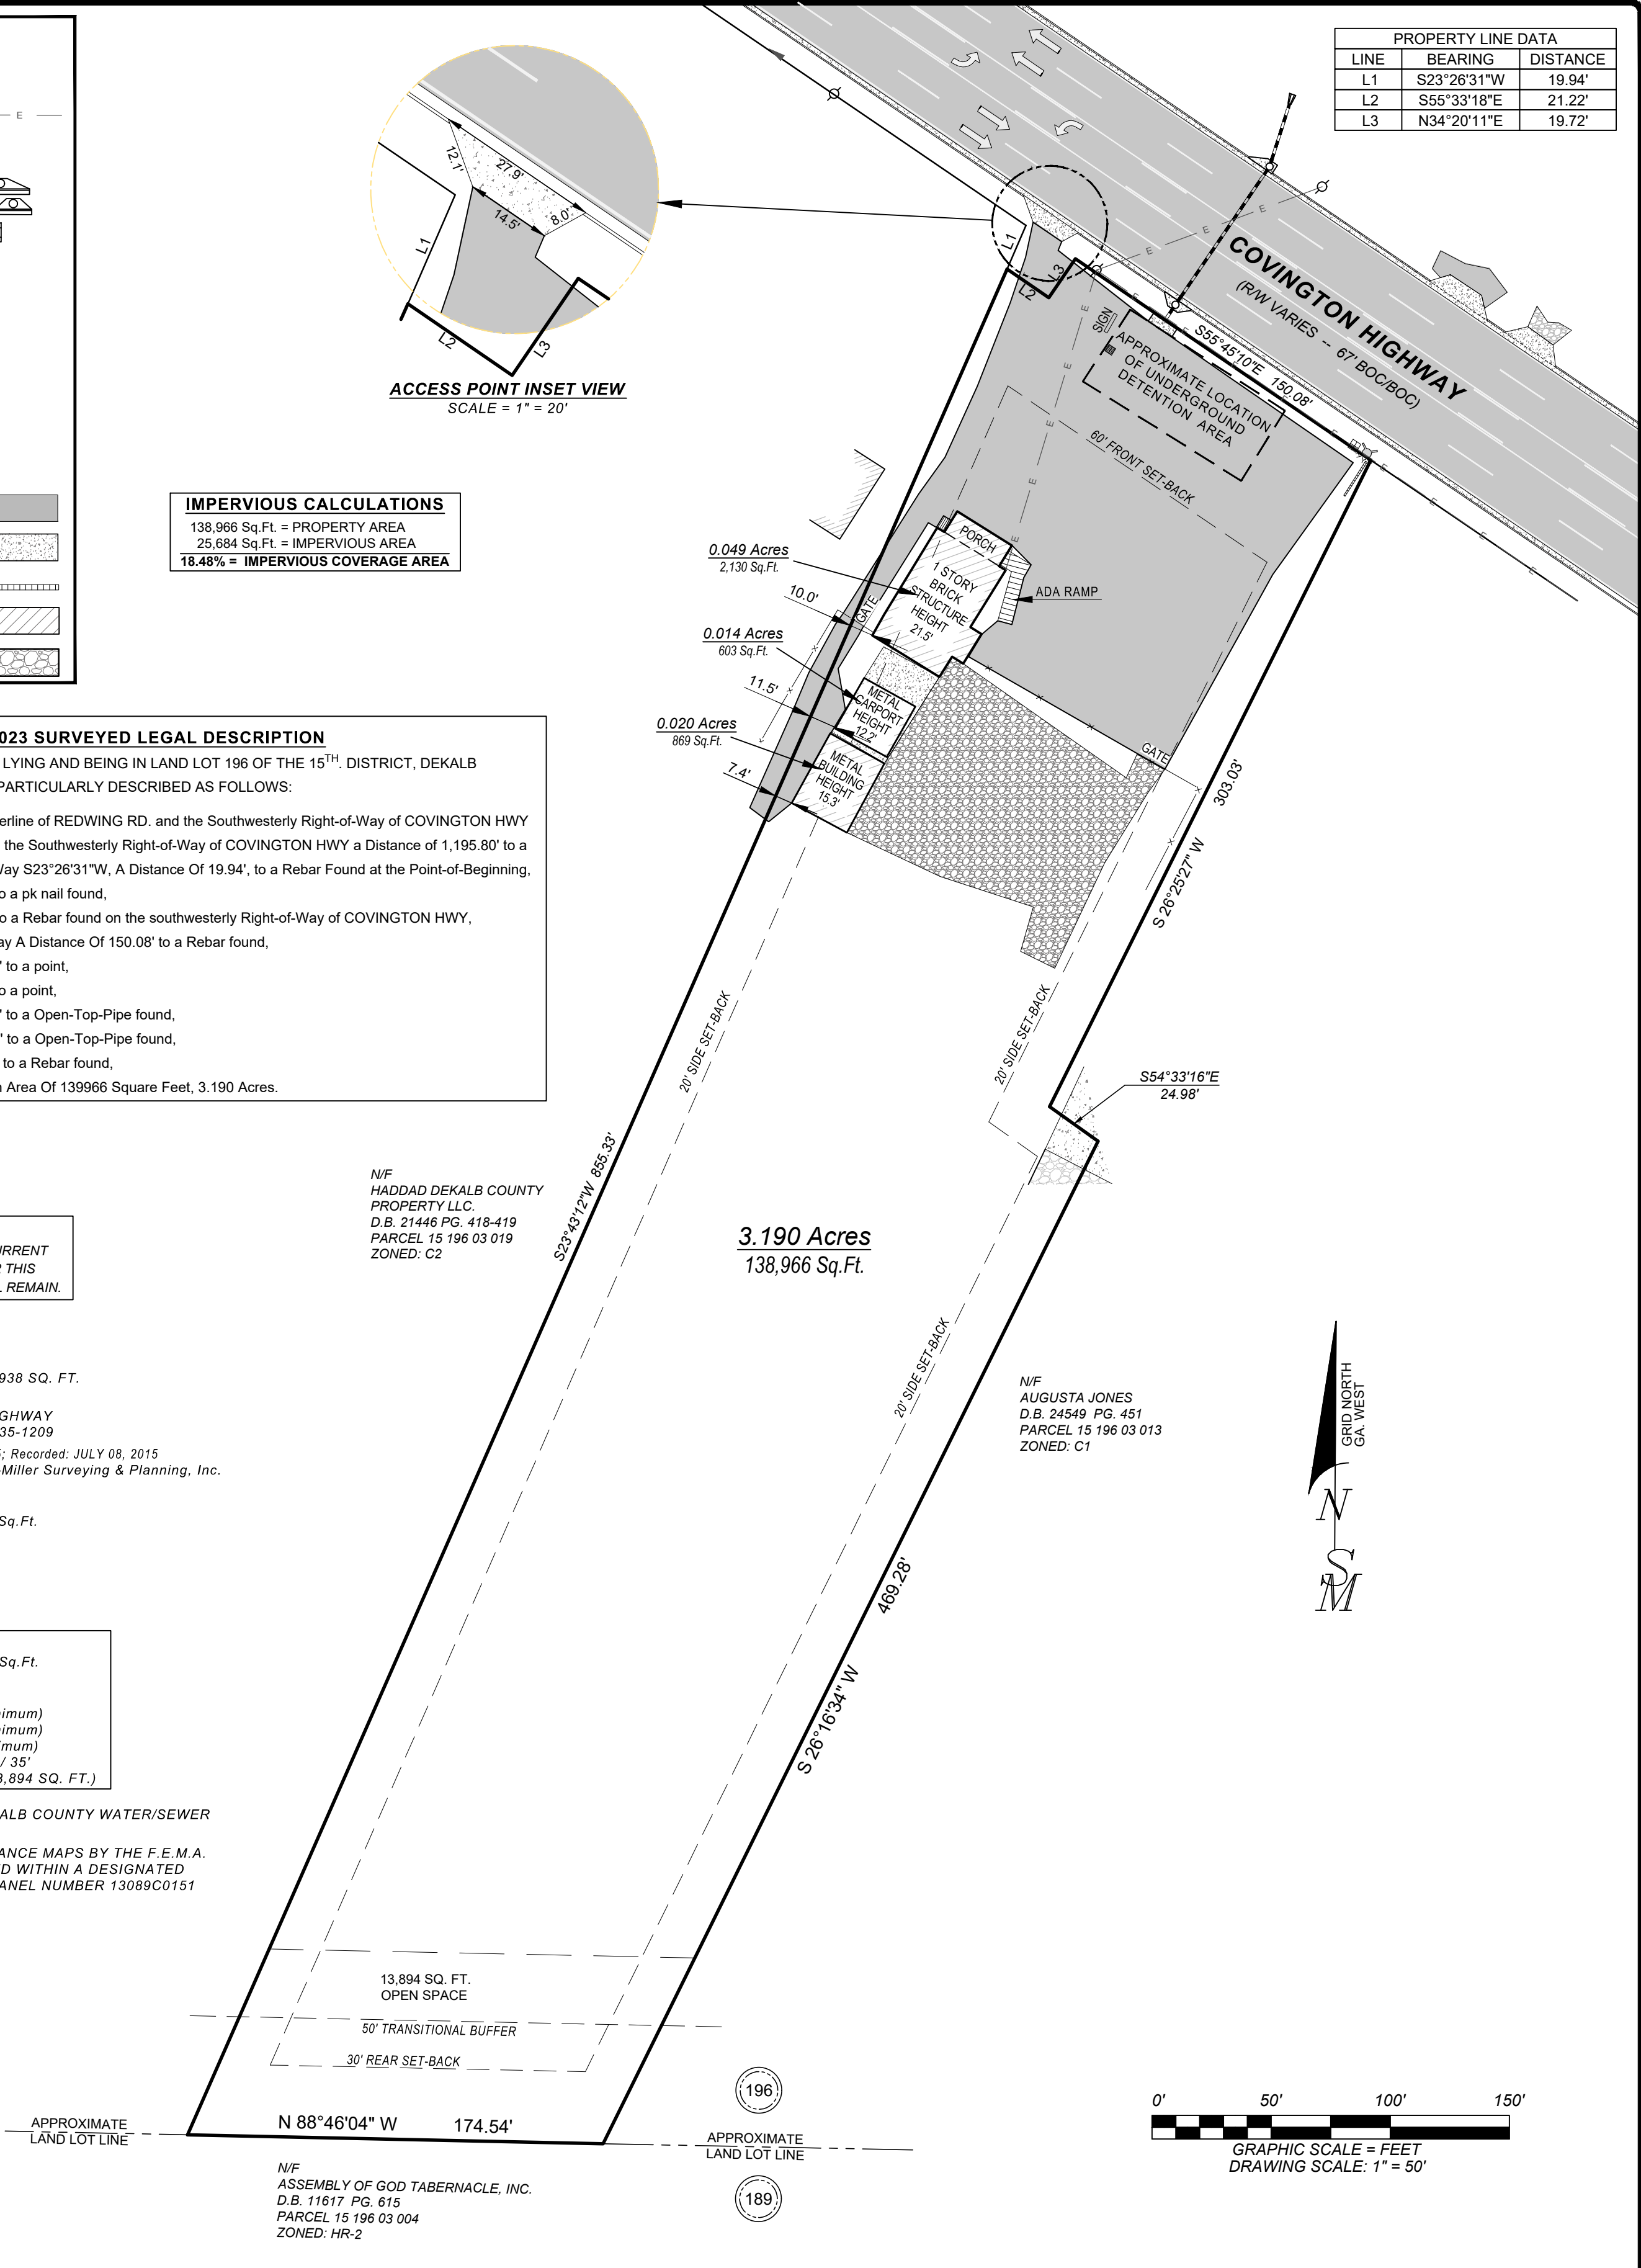 PROPERTY LINE DATA
LINE BEARING DISTANCE
L1 S23°26'31"W 19.94'
L2 S55°33'18"E 21.22'
L3 N34°20'11"E 19.72'
E
12.1'
27.9'
14.5'
8.0'
L1
L2
L3
ACCESS POINT INSET VIEW
SCALE = 1" = 20'
L1
L2
L3
E
E
E
E
E
E
E
E
E
E
E
E
E
COVINGTON HIGHWAY
(R/W VARIES -- 67' BOC/BOC)
S55°45'10"E 150.08'
SIGN
APPROXIMATE LOCATION
OF UNDERGROUND
DETENTION AREA
60' FRONT SET-BACK
IMPERVIOUS CALCULATIONS
138,966 Sq.Ft. = PROPERTY AREA
25,684 Sq.Ft. = IMPERVIOUS AREA
18.48% = IMPERVIOUS COVERAGE AREA
0.049 Acres
2,130 Sq.Ft.
10.0'
GATE
PORCH
1 STORY
BRICK
STRUCTURE
HEIGHT
21.5'
ADA RAMP
0.014 Acres
603 Sq.Ft.
11.5'
METAL
CARPORT
HEIGHT
12.2'
0.020 Acres
869 Sq.Ft.
7.4'
METAL
BUILDING
HEIGHT
15.3'
GATE
S 26°25'27" W 303.03'
023 SURVEYED LEGAL DESCRIPTION
LYING AND BEING IN LAND LOT 196 OF THE 15TH. DISTRICT, DEKALB
PARTICULARLY DESCRIBED AS FOLLOWS:
erline of REDWING RD. and the Southwesterly Right-of-Way of COVINGTON HWY
the Southwesterly Right-of-Way of COVINGTON HWY a Distance of 1,195.80' to a
Way S23°26'31"W, A Distance Of 19.94', to a Rebar Found at the Point-of-Beginning,
o a pk nail found,
o a Rebar found on the southwesterly Right-of-Way of COVINGTON HWY,
ay A Distance Of 150.08' to a Rebar found,
' to a point,
o a point,
' to a Open-Top-Pipe found,
' to a Open-Top-Pipe found,
to a Rebar found,
n Area Of 139966 Square Feet, 3.190 Acres.
20' SIDE SET-BACK
20' SIDE SET-BACK
S54°33'16"E
24.98'
S23°43'12"W 855.33'
N/F
HADDAD DEKALB COUNTY
PROPERTY LLC.
D.B. 21446 PG. 418-419
PARCEL 15 196 03 019
ZONED: C2
3.190 Acres
138,966 Sq.Ft.
URRENT
R THIS
L REMAIN.
20' SIDE SET-BACK
N/F
AUGUSTA JONES
D.B. 24549 PG. 451
PARCEL 15 196 03 013
ZONED: C1
GRID NORTH
GA. WEST
N
S
M
938 SQ. FT.
GHWAY
35-1209
; Recorded: JULY 08, 2015
-Miller Surveying & Planning, Inc.
Sq.Ft.
S 26°16'34" W 469.28'
Sq.Ft.
nimum)
nimum)
mum)
/ 35'
3,894 SQ. FT.)
ALB COUNTY WATER/SEWER
ANCE MAPS BY THE F.E.M.A.
ED WITHIN A DESIGNATED
ANEL NUMBER 13089C0151
13,894 SQ. FT.
OPEN SPACE
50' TRANSITIONAL BUFFER
30' REAR SET-BACK
N 88°46'04" W 174.54'
APPROXIMATE
LAND LOT LINE
196
APPROXIMATE
LAND LOT LINE
189
N/F
ASSEMBLY OF GOD TABERNACLE, INC.
D.B. 11617 PG. 615
PARCEL 15 196 03 004
ZONED: HR-2
0' 50' 100' 150'
GRAPHIC SCALE = FEET
DRAWING SCALE: 1" = 50'